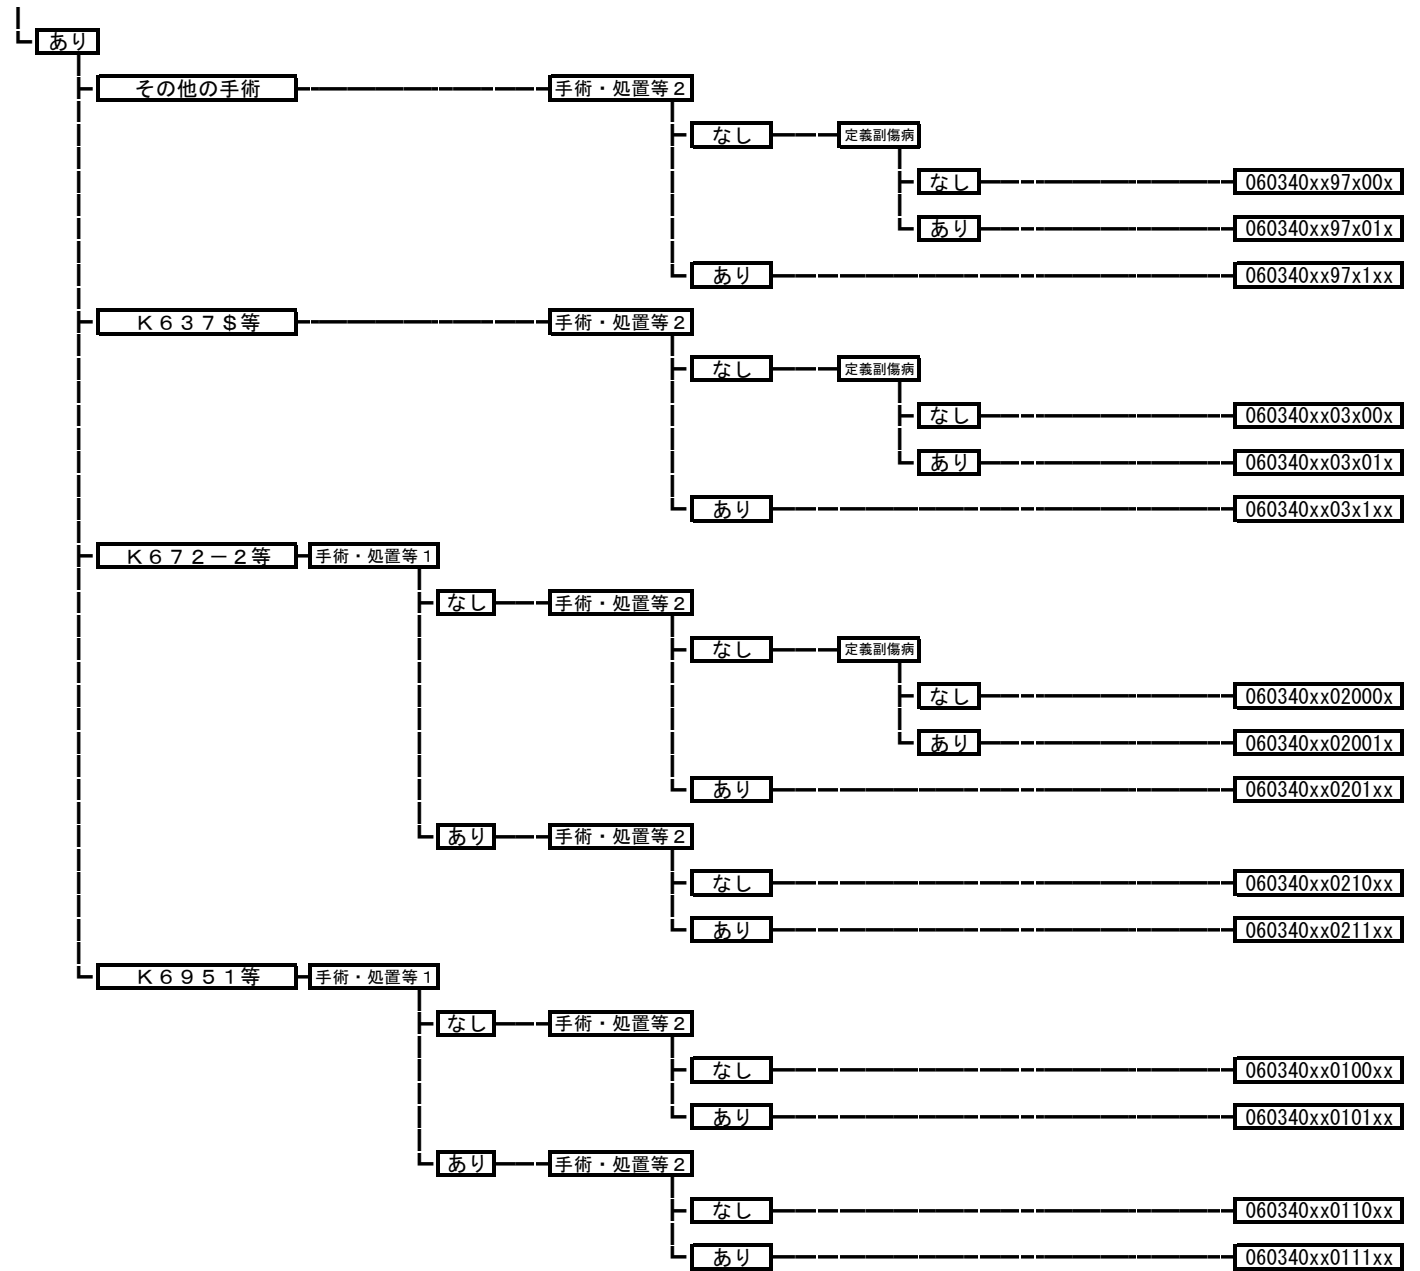 あり
その他の手術 手術・処置等2
なし 定義副傷病
なし 060340xx97x00x
あり 060340xx97x01x
あり 060340xx97x1xx
K637$等 手術・処置等2
なし 定義副傷病
なし 060340xx03x00x
あり 060340xx03x01x
あり 060340xx03x1xx
K672-2等 手術・処置等1
なし 手術・処置等2
なし 定義副傷病
なし 060340xx02000x
あり 060340xx02001x
あり 060340xx0201xx
あり 手術・処置等2
なし 060340xx0210xx
あり 060340xx0211xx
K6951等 手術・処置等1
なし 手術・処置等2
なし 060340xx0100xx
あり 060340xx0101xx
あり 手術・処置等2
なし 060340xx0110xx
あり 060340xx0111xx